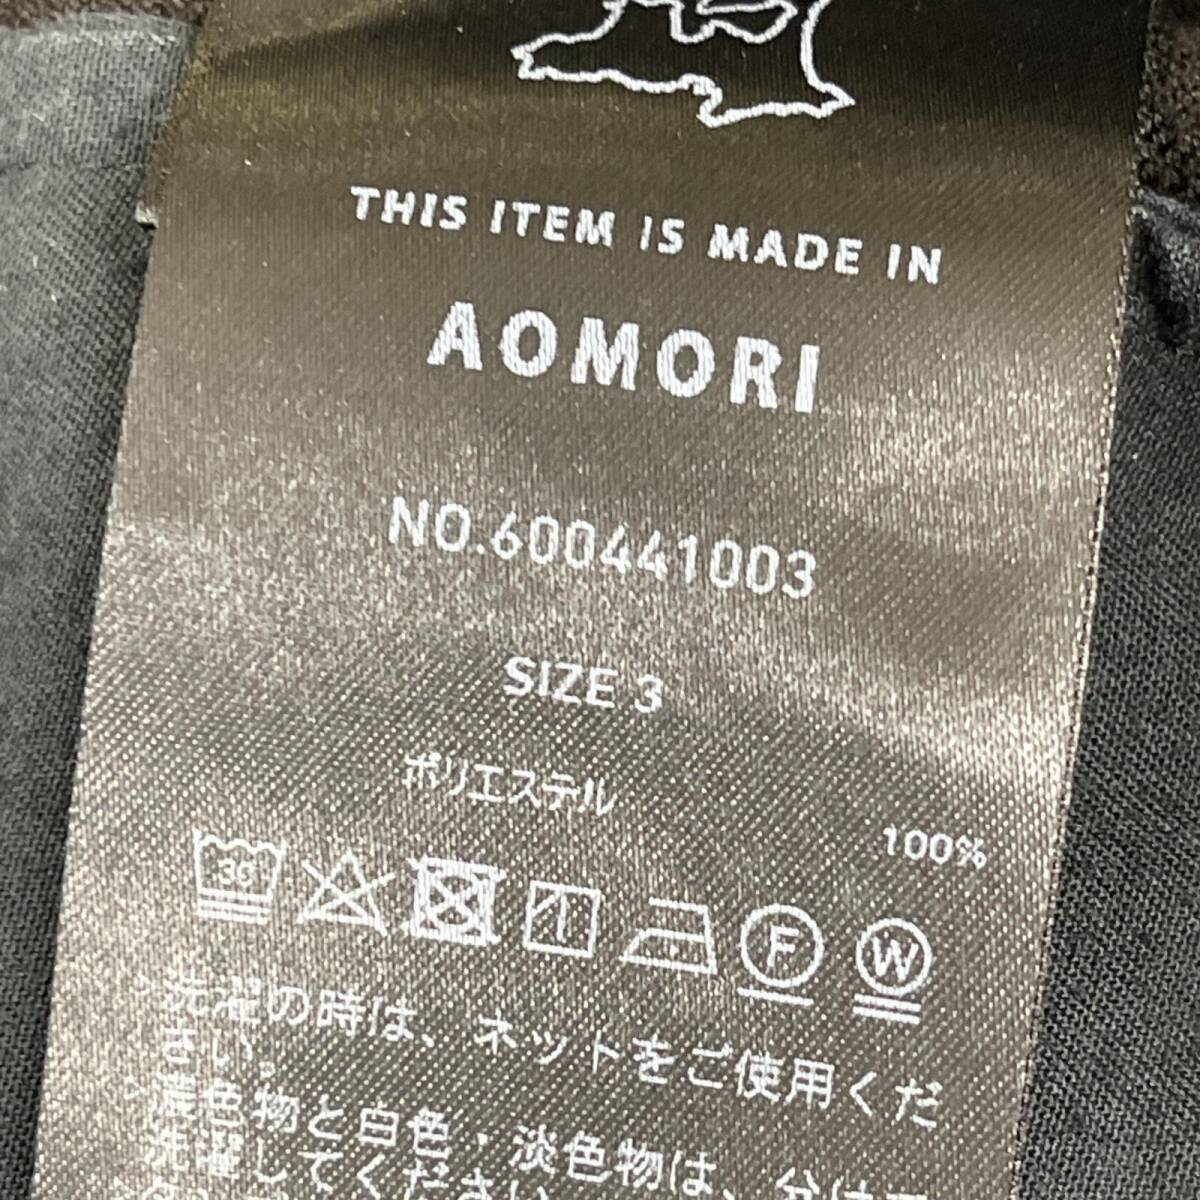 THIS ITEM IS MADE IN
AOMORI
NO.600441003
SIZE 3
ポリエステル
100%
30
F
W
洗濯の時は、ネットをご使用くだ
さい。
濃色物と白色・淡色物は、分けて
洗濯してください。